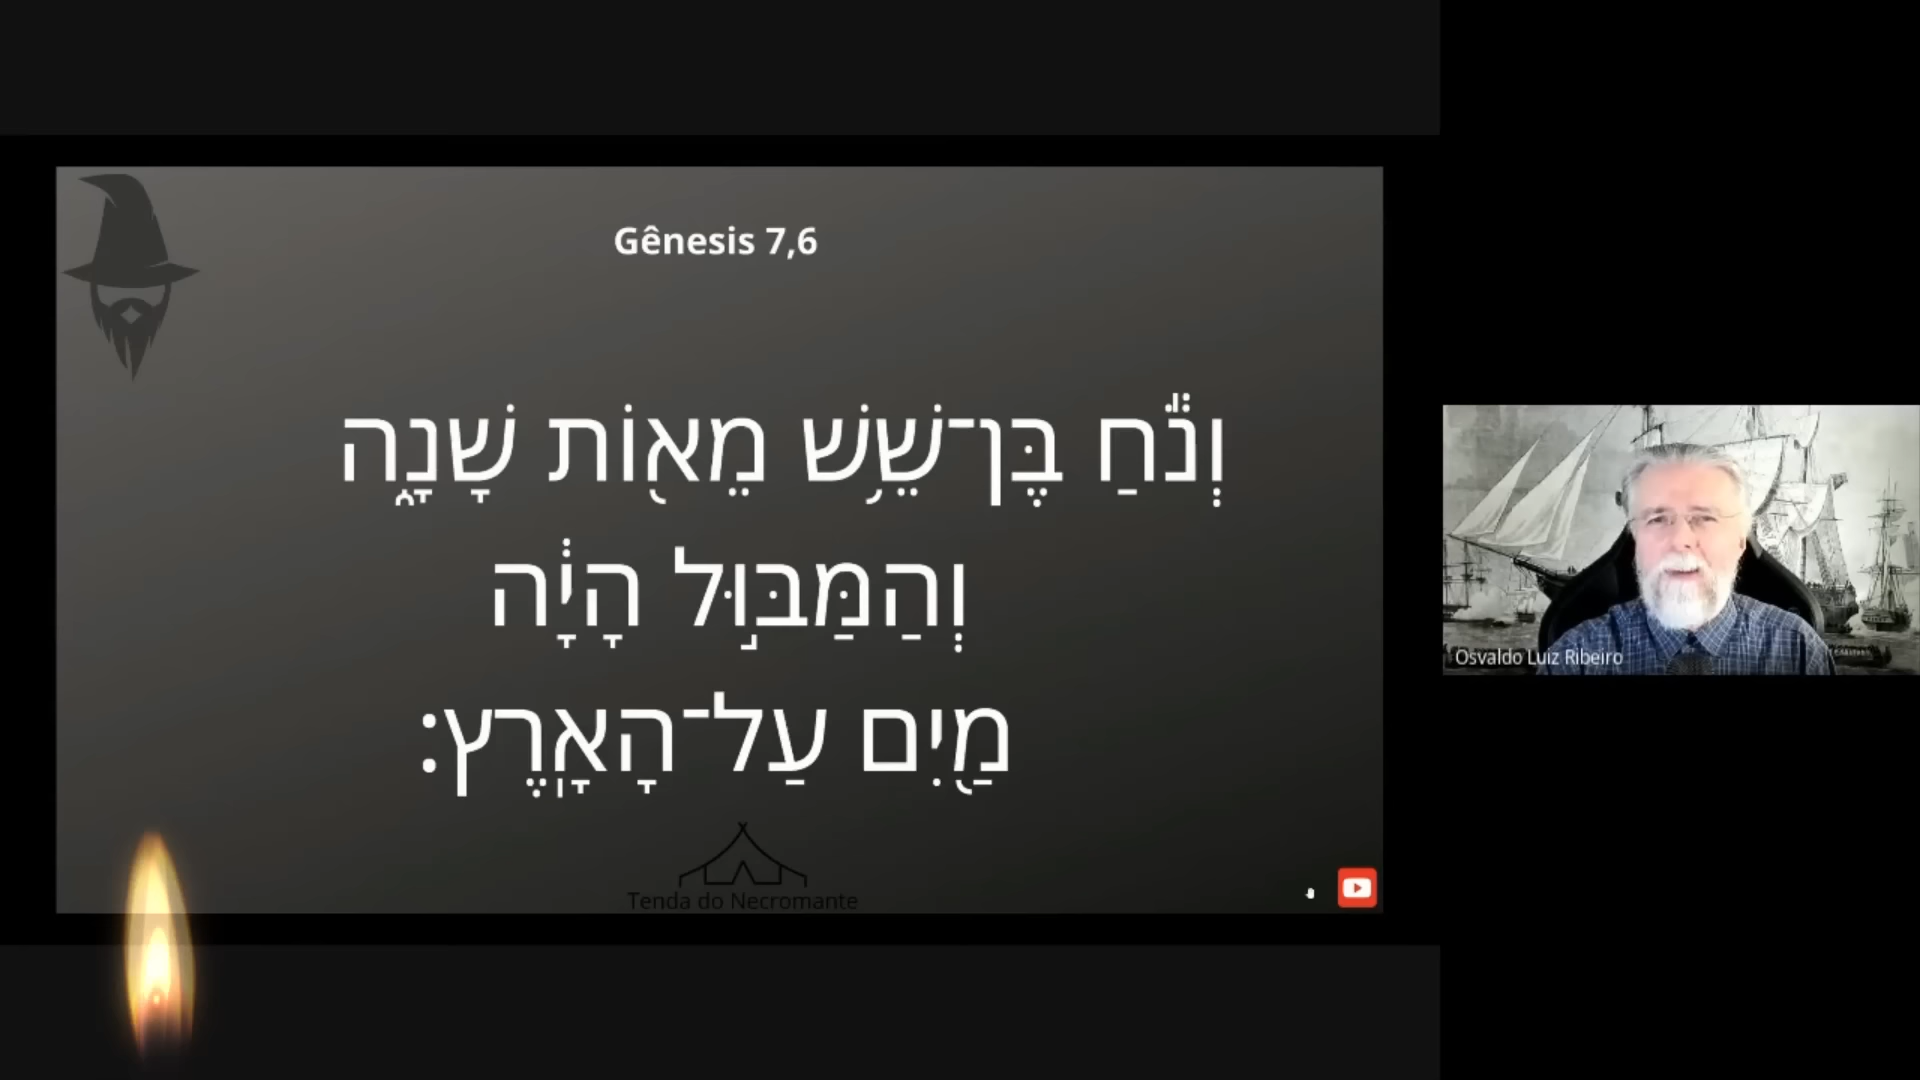 Gênesis 7,6
וְנֹ֕חַ בֶּן־שֵׁ֥שׁ מֵא֖וֹת שָׁנָ֑ה
וְהַמַּבּ֣וּל הָיָ֔ה
מַ֖יִם עַל־הָאָֽרֶץ׃
Tenda do Necromante
Osvaldo Luiz Ribeiro